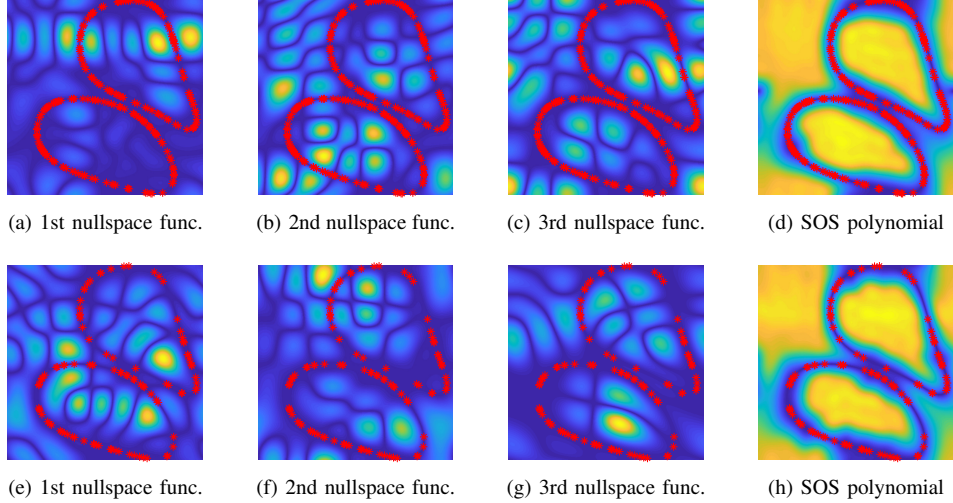 (a) 1st nullspace func.
(b) 2nd nullspace func.
(c) 3rd nullspace func.
(d) SOS polynomial
(e) 1st nullspace func.
(f) 2nd nullspace func.
(g) 3rd nullspace func.
(h) SOS polynomial